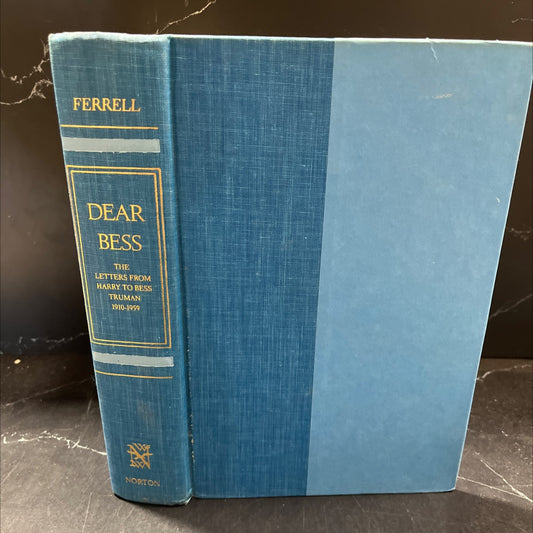 FERRELL
DEAR
BESS
THE
LETTERS FROM
HARRY TO BESS
TRUMAN
1910-1959
NORTON